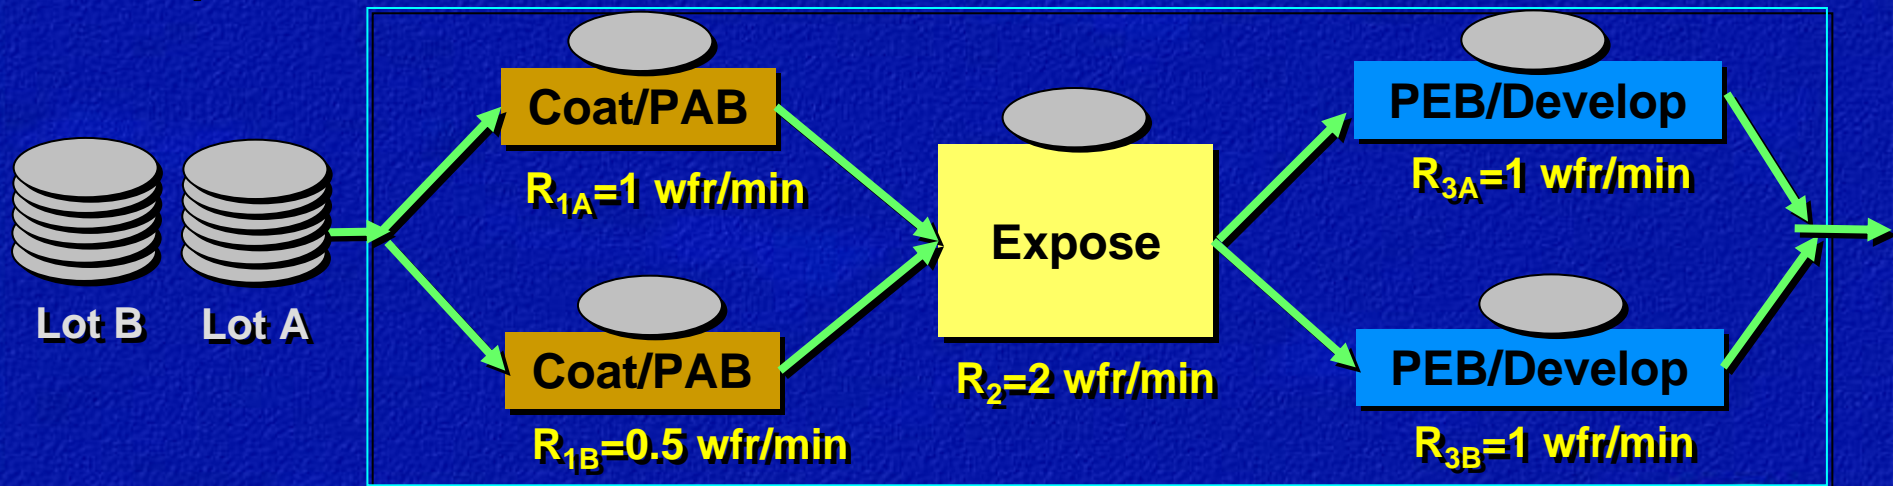 Coat/PAB
R1A=1 wfr/min
PEB/Develop
R3A=1 wfr/min
Expose
R2=2 wfr/min
Lot B
Lot A
Coat/PAB
R1B=0.5 wfr/min
PEB/Develop
R3B=1 wfr/min